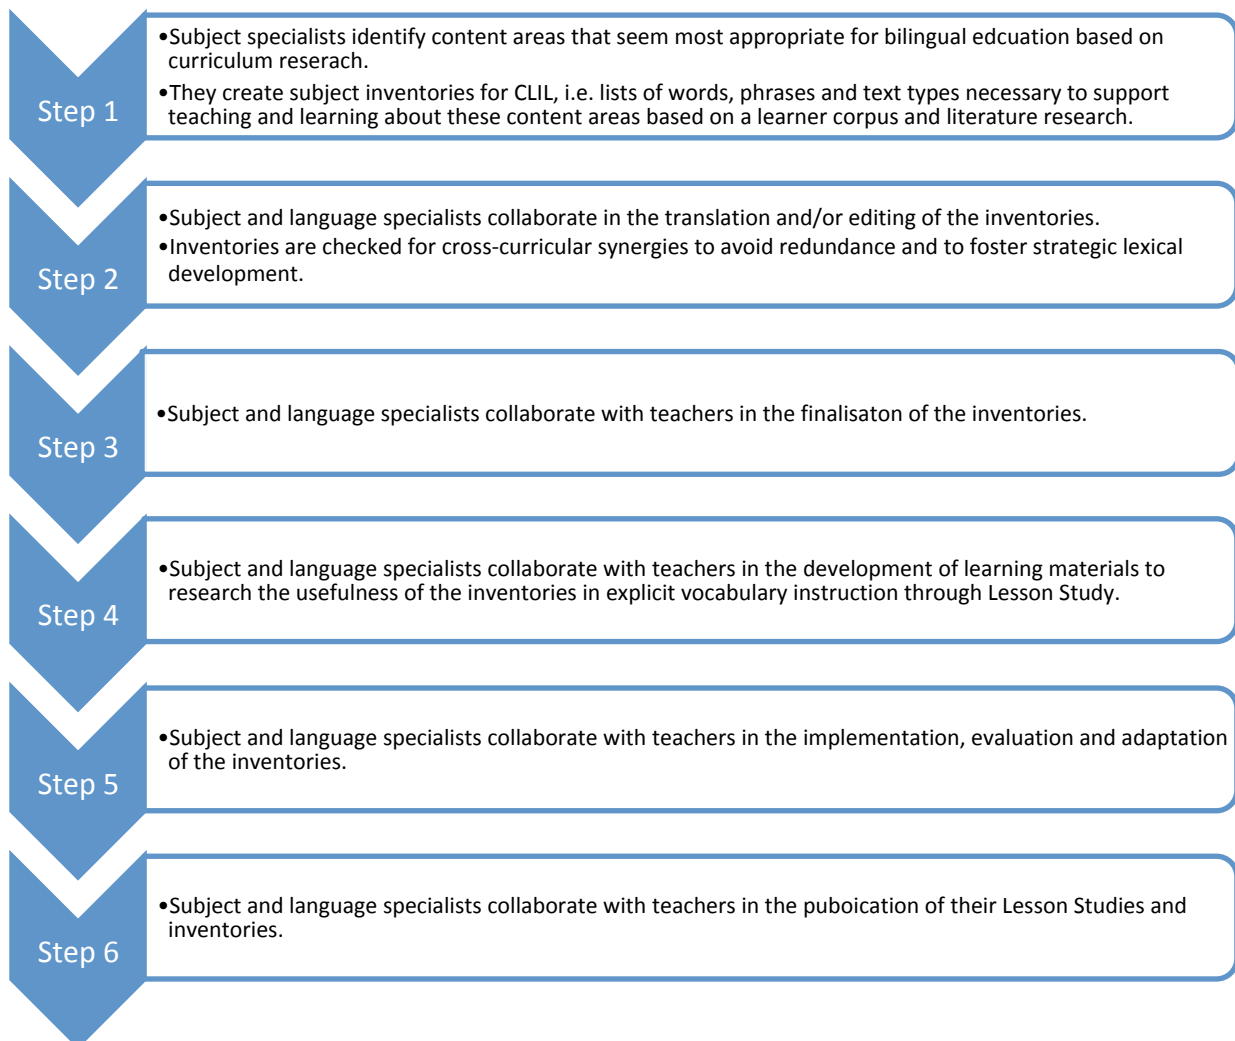 Step 1
•Subject specialists identify content areas that seem most appropriate for bilingual edcuation based on
curriculum reserach.
•They create subject inventories for CLIL, i.e. lists of words, phrases and text types necessary to support
teaching and learning about these content areas based on a learner corpus and literature research.
Step 2
•Subject and language specialists collaborate in the translation and/or editing of the inventories.
•Inventories are checked for cross-curricular synergies to avoid redundance and to foster strategic lexical
development.
Step 3
•Subject and language specialists collaborate with teachers in the finalisaton of the inventories.
Step 4
•Subject and language specialists collaborate with teachers in the development of learning materials to
research the usefulness of the inventories in explicit vocabulary instruction through Lesson Study.
Step 5
•Subject and language specialists collaborate with teachers in the implementation, evaluation and adaptation
of the inventories.
Step 6
•Subject and language specialists collaborate with teachers in the puboication of their Lesson Studies and
inventories.